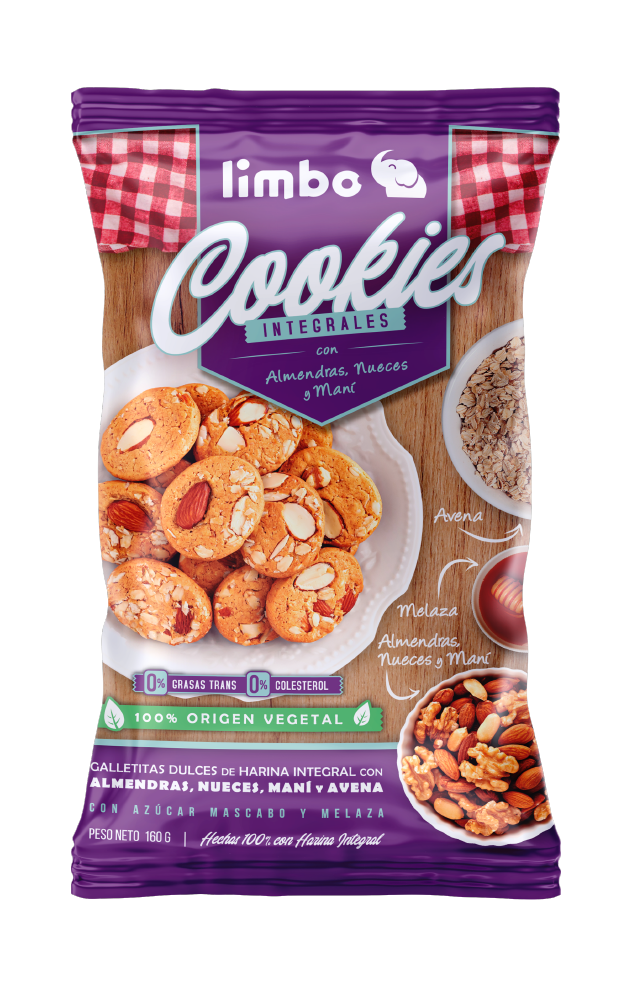 limbo
Cookies
INTEGRALES
con
Almendras, Nueces
y Maní
Avena
Melaza
Almendras,
Nueces y Maní
0% GRASAS TRANS 0% COLESTEROL
100% ORIGEN VEGETAL
GALLETITAS DULCES DE HARINA INTEGRAL CON
ALMENDRAS, NUECES, MANÍ Y AVENA
CON AZÚCAR MASCABO Y MELAZA
PESO NETO 160 G | Hechas 100% con Harina Integral